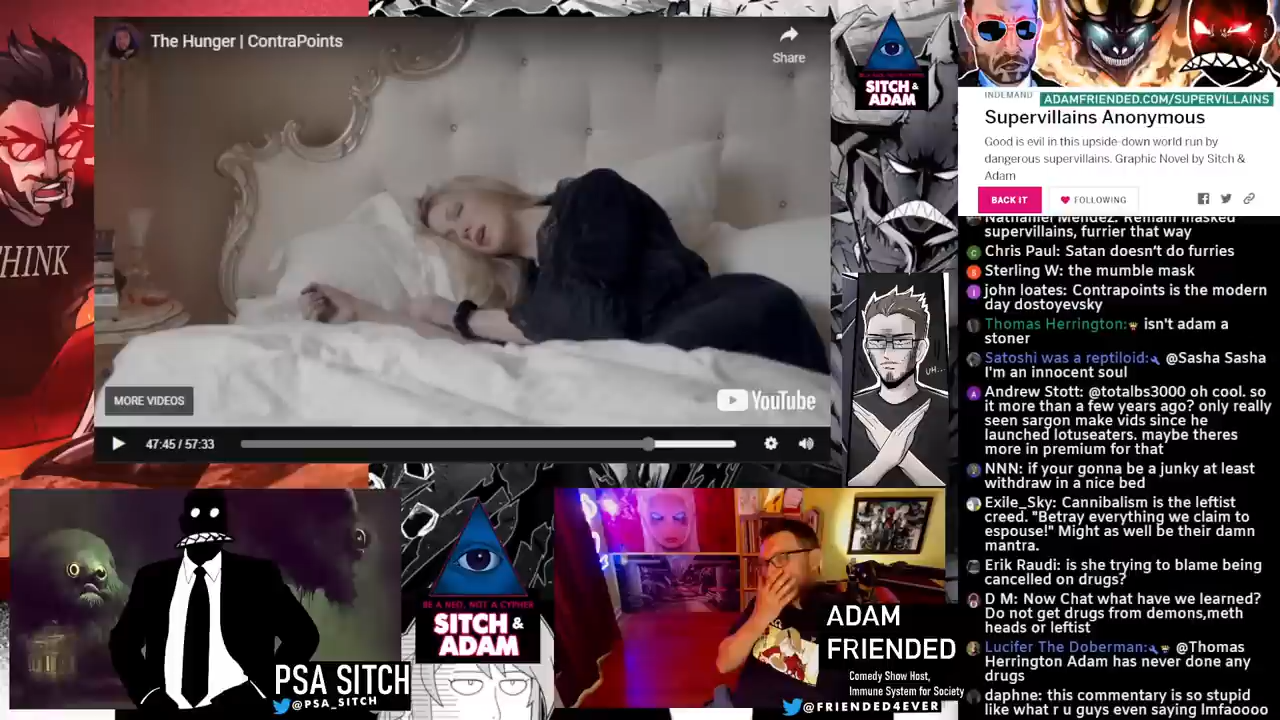 The Hunger | ContraPoints
Share
MORE VIDEOS
YouTube
47:45 / 57:33
THINK
SITCH &
ADAM
UH..
INDEMAND
ADAMFRIENDED.COM/SUPERVILLAINS
Supervillains Anonymous
Good is evil in this upside-down world run by
dangerous supervillains. Graphic Novel by Sitch &
Adam
BACK IT
FOLLOWING
Nathaniel Mendez: Remain masked
supervillains, furrier that way
Chris Paul: Satan doesn't do furries
Sterling W: the mumble mask
john loates: Contrapoints is the modern
day dostoyevsky
Thomas Herrington: isn't adam a
stoner
Satoshi was a reptiloid: @Sasha Sasha
I'm an innocent soul
Andrew Stott: @totalbs3000 oh cool. so
it more than a few years ago? only really
seen sargon make vids since he
launched lotuseaters. maybe theres
more in premium for that
NNN: if your gonna be a junky at least
withdraw in a nice bed
Exile_Sky: Cannibalism is the leftist
creed. "Betray everything we claim to
espouse!" Might as well be their damn
mantra.
Erik Raudi: is she trying to blame being
cancelled on drugs?
D M: Now Chat what have we learned?
Do not get drugs from demons,meth
heads or leftist
Lucifer The Doberman: @Thomas
Herrington Adam has never done any
drugs
daphne: this commentary is so stupid
like what r u guys even saying lmfaoooo
PSA SITCH
@PSA_SITCH
BE A NEO, NOT A CYPHER
SITCH &
ADAM
ADAM
FRIENDED
Comedy Show Host,
Immune System for Society
@FRIENDED4EVER